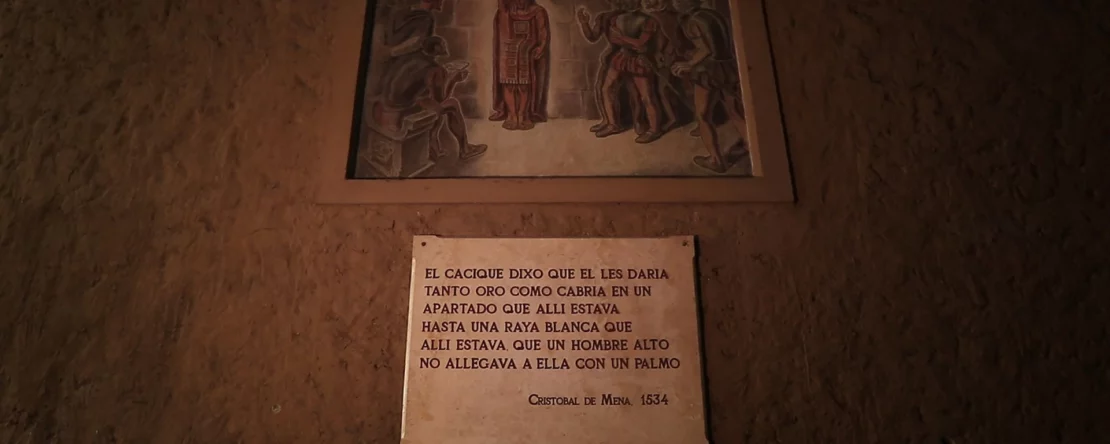 EL CACIQUE DIXO QUE EL LES DARIA
TANTO ORO COMO CABRIA EN UN
APARTADO QUE ALLI ESTAVA
HASTA UNA RAYA BLANCA QUE
ALLI ESTAVA QUE UN HOMBRE ALTO
NO ALLEGAVA A ELLA CON UN PALMO
CRISTOBAL DE MENA, 1534